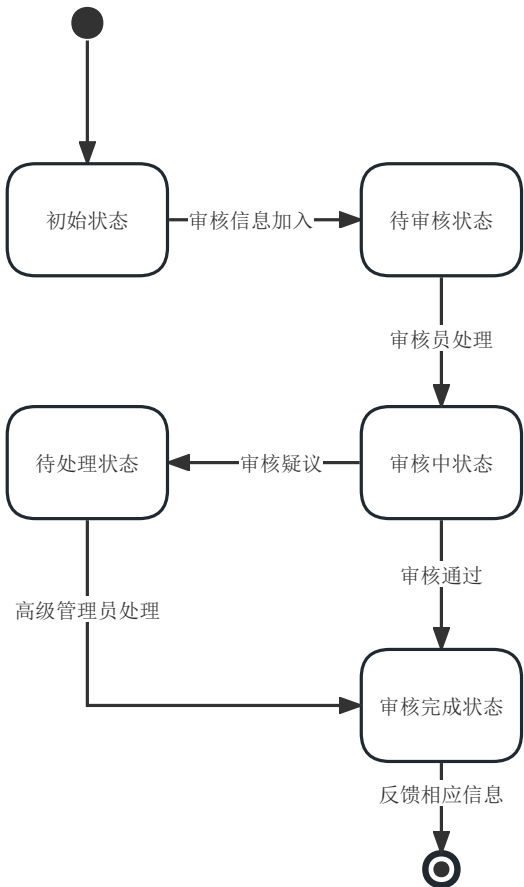 初始状态
审核信息加入
待审核状态
审核员处理
待处理状态
审核疑议
审核中状态
审核通过
高级管理员处理
审核完成状态
反馈相应信息